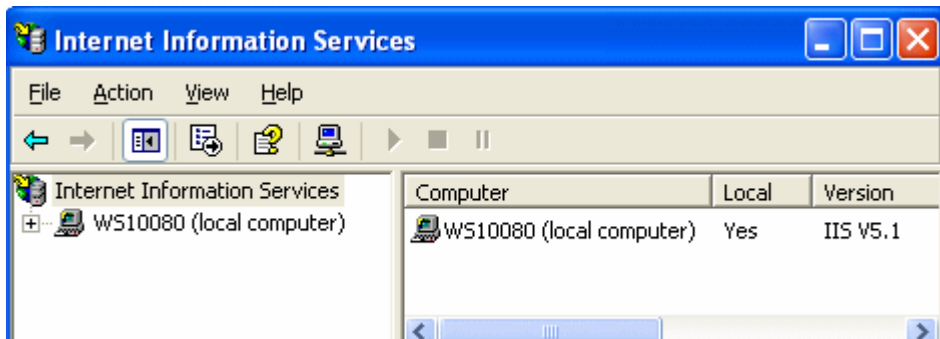 Internet Information Services
File Action View Help
Internet Information Services
WS10080 (local computer)
Computer Local Version
WS10080 (local computer) Yes IIS V5.1